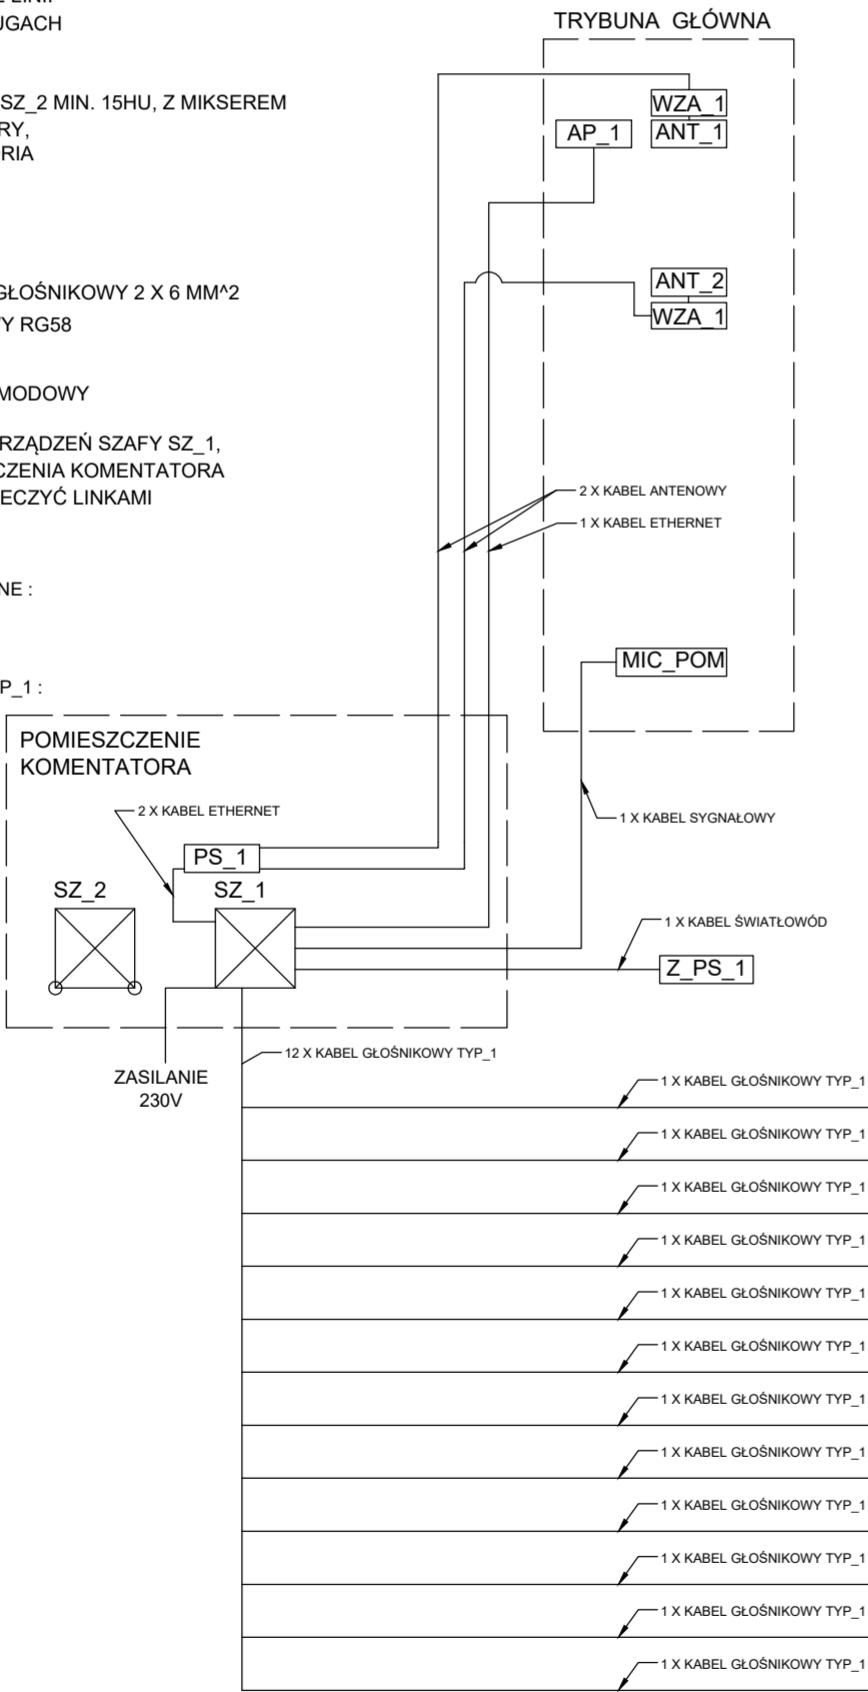 UGACH
SZ_2 MIN. 15HU, Z MIKSEREM
RY,
RIA
GŁOŚNIKOWY 2 X 6 MM^2
WY RG58
MODOWY
RZĄDZEŃ SZAFY SZ_1,
CZENIA KOMENTATORA
ECZYĆ LINKAMI
NE :
P_1 :
TRYBUNA GŁÓWNA
WZA_1
AP_1
ANT_1
ANT_2
WZA_1
2 X KABEL ANTENOWY
1 X KABEL ETHERNET
MIC_POM
1 X KABEL SYGNAŁOWY
POMIESZCZENIE
KOMENTATORA
2 X KABEL ETHERNET
PS_1
SZ_2
SZ_1
1 X KABEL ŚWIATŁOWÓD
Z_PS_1
ZASILANIE
230V
12 X KABEL GŁOŚNIKOWY TYP_1
1 X KABEL GŁOŚNIKOWY TYP_1
1 X KABEL GŁOŚNIKOWY TYP_1
1 X KABEL GŁOŚNIKOWY TYP_1
1 X KABEL GŁOŚNIKOWY TYP_1
1 X KABEL GŁOŚNIKOWY TYP_1
1 X KABEL GŁOŚNIKOWY TYP_1
1 X KABEL GŁOŚNIKOWY TYP_1
1 X KABEL GŁOŚNIKOWY TYP_1
1 X KABEL GŁOŚNIKOWY TYP_1
1 X KABEL GŁOŚNIKOWY TYP_1
1 X KABEL GŁOŚNIKOWY TYP_1
1 X KABEL GŁOŚNIKOWY TYP_1